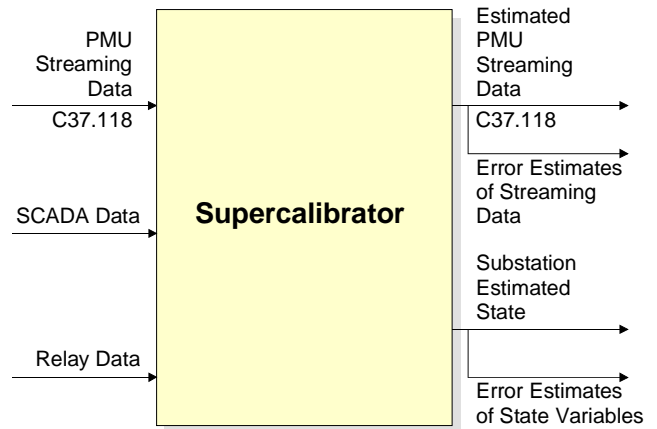 PMU
Streaming
Data
C37.118
SCADA Data
Relay Data
Supercalibrator
Estimated
PMU
Streaming
Data
C37.118
Error Estimates
of Streaming
Data
Substation
Estimated
State
Error Estimates
of State Variables